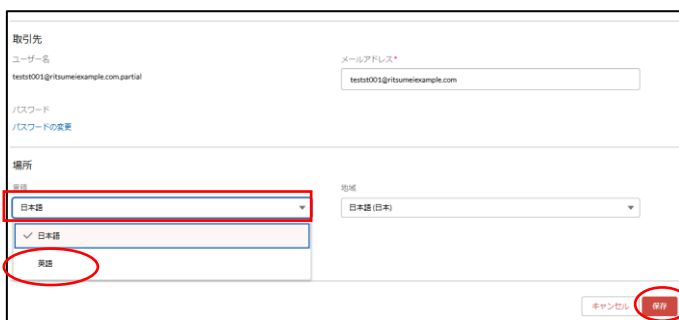 取引先
ユーザー名
testst001@ritsumeiexample.com.partial
メールアドレス*
testst001@ritsumeiexample.com
パスワード
パスワードの変更
場所
言語
日本語
地域
日本語 (日本)
日本語
英語
キャンセル
保存